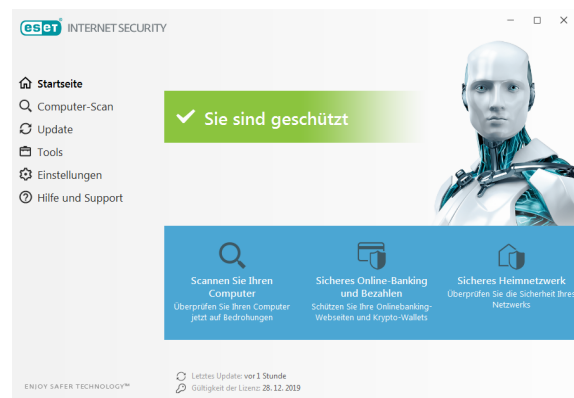 eset INTERNET SECURITY
Startseite
Computer-Scan
Update
Tools
Einstellungen
Hilfe und Support
Sie sind geschützt
Scannen Sie Ihren
Computer
Überprüfen Sie Ihren Computer
jetzt auf Bedrohungen
Sicheres Online-Banking
und Bezahlen
Schützen Sie Ihre Onlinebanking-
Webseiten und Krypto-Wallets
Sicheres Heimnetzwerk
Überprüfen Sie die Sicherheit Ihres
Netzwerks
Letztes Update: vor 1 Stunde
Gültigkeit der Lizenz: 28. 12. 2019
ENJOY SAFER TECHNOLOGY™